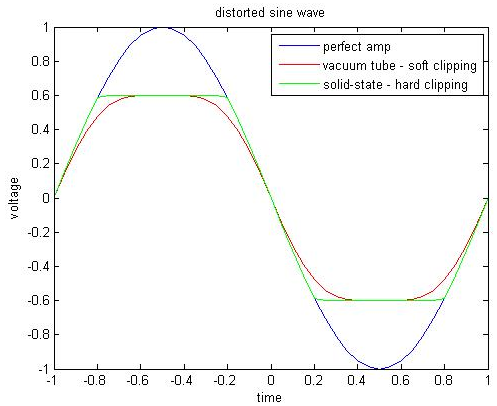 distorted sine wave
perfect amp
vacuum tube - soft clipping
solid-state - hard clipping
1
0.8
0.6
0.4
0.2
0
-0.2
-0.4
-0.6
-0.8
-1
voltage
-1 -0.8 -0.6 -0.4 -0.2 0 0.2 0.4 0.6 0.8 1
time